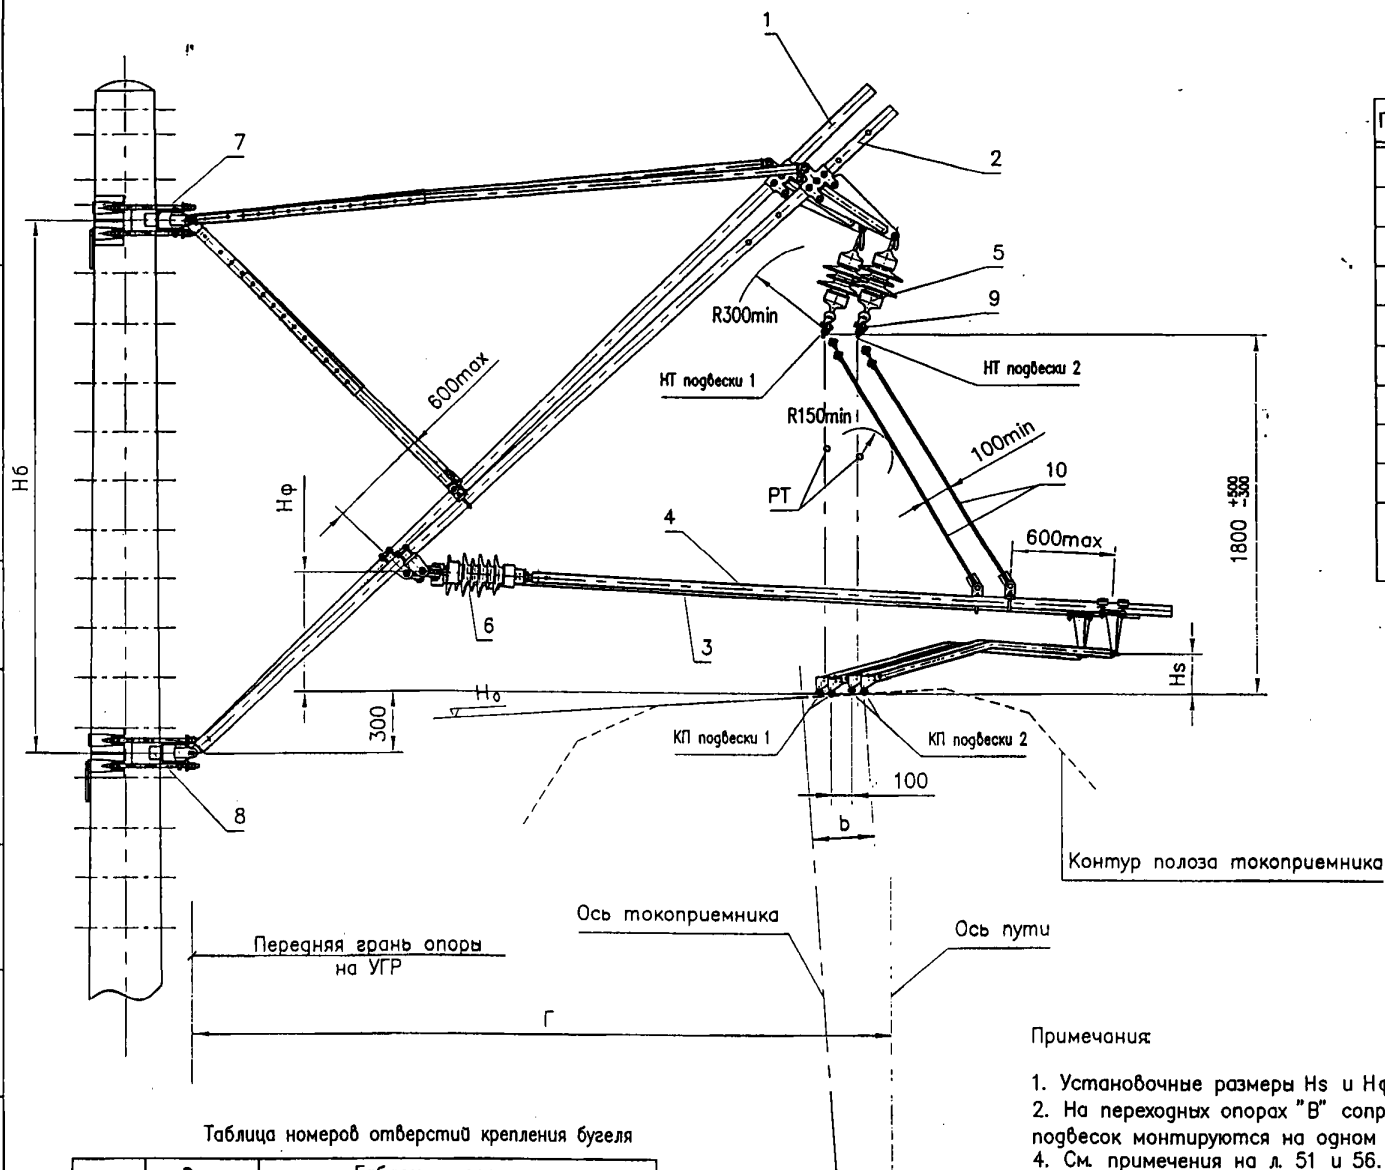 1
7
2
5
R300min
9
НТ подвески 1
НТ подвески 2
600max
R150min
100min
Нб
Нф
РТ
10
1800 +500 -300
4
600max
6
3
Но
Hs
300
КП подвески 1
КП подвески 2
100
8
b
Контур полоза токоприемника
Ось токоприемника
Ось пути
Передняя грань опоры
на УГР
Г
Примечания:
1. Установочные размеры Hs и Нф
2. На переходных опорах "В" сопр
подвесок монтируются на одном
4. См. примечания на л. 51 и 56.
Таблица номеров отверстий крепления бугеля